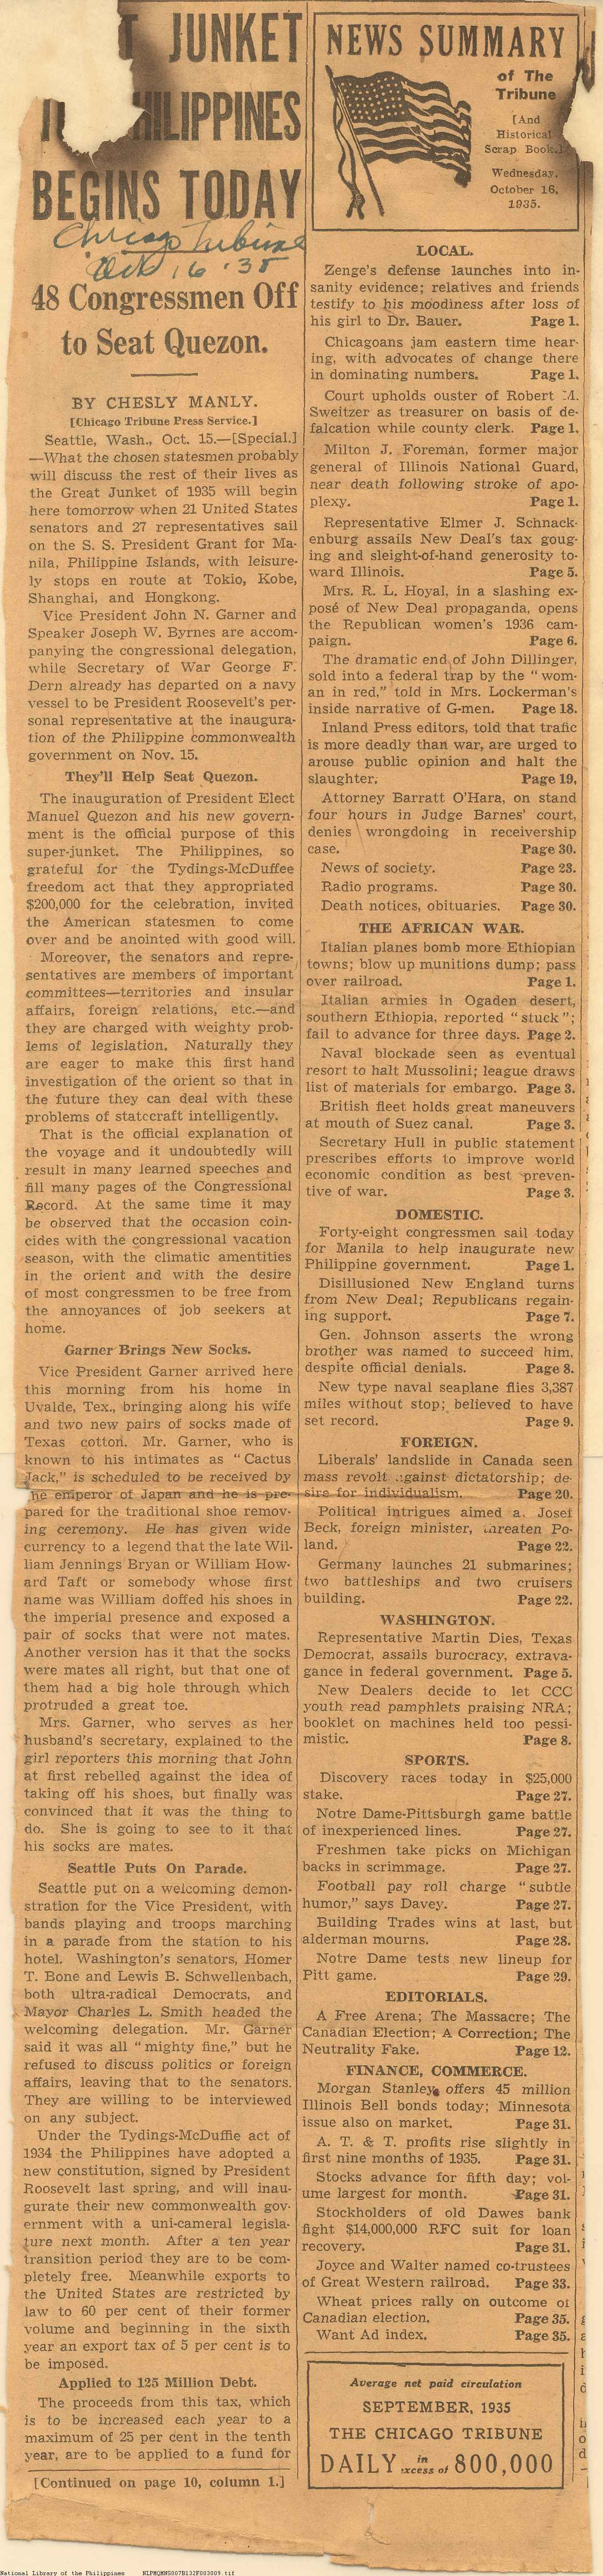 JUNKET
PHILIPPINES
BEGINS TODAY
Chicago Tribune
Oct 16 '35
48 Congressmen Off
to Seat Quezon.
BY CHESLY MANLY.
[Chicago Tribune Press Service.]
Seattle, Wash., Oct. 15.—[Special.]
—What the chosen statesmen probably
will discuss the rest of their lives as
the Great Junket of 1935 will begin
here tomorrow when 21 United States
senators and 27 representatives sail
on the S. S. President Grant for Ma-
nila, Philippine Islands, with leisure-
ly stops en route at Tokio, Kobe,
Shanghai, and Hongkong.
Vice President John N. Garner and
Speaker Joseph W. Byrnes are accom-
panying the congressional delegation,
while Secretary of War George F.
Dern already has departed on a navy
vessel to be President Roosevelt's per-
sonal representative at the inaugura-
tion of the Philippine commonwealth
government on Nov. 15.
They'll Help Seat Quezon.
The inauguration of President Elect
Manuel Quezon and his new govern-
ment is the official purpose of this
super-junket. The Philippines, so
grateful for the Tydings-McDuffee
freedom act that they appropriated
$200,000 for the celebration, invited
the American statesmen to come
over and be anointed with good will.
Moreover, the senators and repre-
sentatives are members of important
committees—territories and insular
affairs, foreign relations, etc.—and
they are charged with weighty prob-
lems of legislation. Naturally they
are eager to make this first hand
investigation of the orient so that in
the future they can deal with these
problems of statecraft intelligently.
That is the official explanation of
the voyage and it undoubtedly will
result in many learned speeches and
fill many pages of the Congressional
Record. At the same time it may
be observed that the occasion coin-
cides with the congressional vacation
season, with the climatic amentities
in the orient and with the desire
of most congressmen to be free from
the annoyances of job seekers at
home.
Garner Brings New Socks.
Vice President Garner arrived here
this morning from his home in
Uvalde, Tex., bringing along his wife
and two new pairs of socks made of
Texas cotton. Mr. Garner, who is
known to his intimates as "Cactus
Jack," is scheduled to be received by
the emperor of Japan and he is pre-
pared for the traditional shoe remov-
ing ceremony. He has given wide
currency to a legend that the late Wil-
liam Jennings Bryan or William How-
ard Taft or somebody whose first
name was William doffed his shoes in
the imperial presence and exposed a
pair of socks that were not mates.
Another version has it that the socks
were mates all right, but that one of
them had a big hole through which
protruded a great toe.
Mrs. Garner, who serves as her
husband's secretary, explained to the
girl reporters this morning that John
at first rebelled against the idea of
taking off his shoes, but finally was
convinced that it was the thing to
do. She is going to see to it that
his socks are mates.
Seattle Puts On Parade.
Seattle put on a welcoming demon-
stration for the Vice President, with
bands playing and troops marching
in a parade from the station to his
hotel. Washington's senators, Homer
T. Bone and Lewis B. Schwellenbach,
both ultra-radical Democrats, and
Mayor Charles L. Smith headed the
welcoming delegation. Mr. Garner
said it was all "mighty fine," but he
refused to discuss politics or foreign
affairs, leaving that to the senators.
They are willing to be interviewed
on any subject.
Under the Tydings-McDuffie act of
1934 the Philippines have adopted a
new constitution, signed by President
Roosevelt last spring, and will inau-
gurate their new commonwealth gov-
ernment with a uni-cameral legisla-
ture next month. After a ten year
transition period they are to be com-
pletely free. Meanwhile exports to
the United States are restricted by
law to 60 per cent of their former
volume and beginning in the sixth
year an export tax of 5 per cent is to
be imposed.
Applied to 125 Million Debt.
The proceeds from this tax, which
is to be increased each year to a
maximum of 25 per cent in the tenth
year, are to be applied to a fund for
[Continued on page 10, column 1.]
NEWS SUMMARY
of The
Tribune
[And
Historical
Scrap Book.]
Wednesday,
October 16,
1935.
LOCAL.
Zenge's defense launches into in-
sanity evidence; relatives and friends
testify to his moodiness after loss of
his girl to Dr. Bauer. Page 1.
Chicagoans jam eastern time hear-
ing, with advocates of change there
in dominating numbers. Page 1.
Court upholds ouster of Robert M.
Sweitzer as treasurer on basis of de-
falcation while county clerk. Page 1.
Milton J. Foreman, former major
general of Illinois National Guard,
near death following stroke of apo-
plexy. Page 1.
Representative Elmer J. Schnack-
enburg assails New Deal's tax goug-
ing and sleight-of-hand generosity to-
ward Illinois. Page 5.
Mrs. R. L. Hoyal, in a slashing ex-
posé of New Deal propaganda, opens
the Republican women's 1936 cam-
paign. Page 6.
The dramatic end of John Dillinger,
sold into a federal trap by the "wom-
an in red," told in Mrs. Lockerman's
inside narrative of G-men. Page 18.
Inland Press editors, told that trafic
is more deadly than war, are urged to
arouse public opinion and halt the
slaughter. Page 19.
Attorney Barratt O'Hara, on stand
four hours in Judge Barnes' court,
denies wrongdoing in receivership
case. Page 30.
News of society. Page 23.
Radio programs. Page 30.
Death notices, obituaries. Page 30.
THE AFRICAN WAR.
Italian planes bomb more Ethiopian
towns; blow up munitions dump; pass
over railroad. Page 1.
Italian armies in Ogaden desert,
southern Ethiopia, reported "stuck";
fail to advance for three days. Page 2.
Naval blockade seen as eventual
resort to halt Mussolini; league draws
list of materials for embargo. Page 3.
British fleet holds great maneuvers
at mouth of Suez canal. Page 3.
Secretary Hull in public statement
prescribes efforts to improve world
economic condition as best preven-
tive of war. Page 3.
DOMESTIC.
Forty-eight congressmen sail today
for Manila to help inaugurate new
Philippine government. Page 1.
Disillusioned New England turns
from New Deal; Republicans regain-
ing support. Page 7.
Gen. Johnson asserts the wrong
brother was named to succeed him,
despite official denials. Page 8.
New type naval seaplane flies 3,387
miles without stop; believed to have
set record. Page 9.
FOREIGN.
Liberals' landslide in Canada seen
mass revolt against dictatorship; de-
sire for individualism. Page 20.
Political intrigues aimed a. Josef
Beck, foreign minister, threaten Po-
land. Page 22.
Germany launches 21 submarines;
two battleships and two cruisers
building. Page 22.
WASHINGTON.
Representative Martin Dies, Texas
Democrat, assails burocracy, extrava-
gance in federal government. Page 5.
New Dealers decide to let CCC
youth read pamphlets praising NRA;
booklet on machines held too pessi-
mistic. Page 8.
SPORTS.
Discovery races today in $25,000
stake. Page 27.
Notre Dame-Pittsburgh game battle
of inexperienced lines. Page 27.
Freshmen take picks on Michigan
backs in scrimmage. Page 27.
Football pay roll charge "subtle
humor," says Davey. Page 27.
Building Trades wins at last, but
alderman mourns. Page 28.
Notre Dame tests new lineup for
Pitt game. Page 29.
EDITORIALS.
A Free Arena; The Massacre; The
Canadian Election; A Correction; The
Neutrality Fake. Page 12.
FINANCE, COMMERCE.
Morgan Stanley offers 45 million
Illinois Bell bonds today; Minnesota
issue also on market. Page 31.
A. T. & T. profits rise slightly in
first nine months of 1935. Page 31.
Stocks advance for fifth day; vol-
ume largest for month. Page 31.
Stockholders of old Dawes bank
fight $14,000,000 RFC suit for loan
recovery. Page 31.
Joyce and Walter named co-trustees
of Great Western railroad. Page 33.
Wheat prices rally on outcome of
Canadian election. Page 35.
Want Ad index. Page 35.
Average net paid circulation
SEPTEMBER, 1935
THE CHICAGO TRIBUNE
DAILY in excess of 800,000
National Library of the Philippines NLPMQMNS007B132F003009.tif